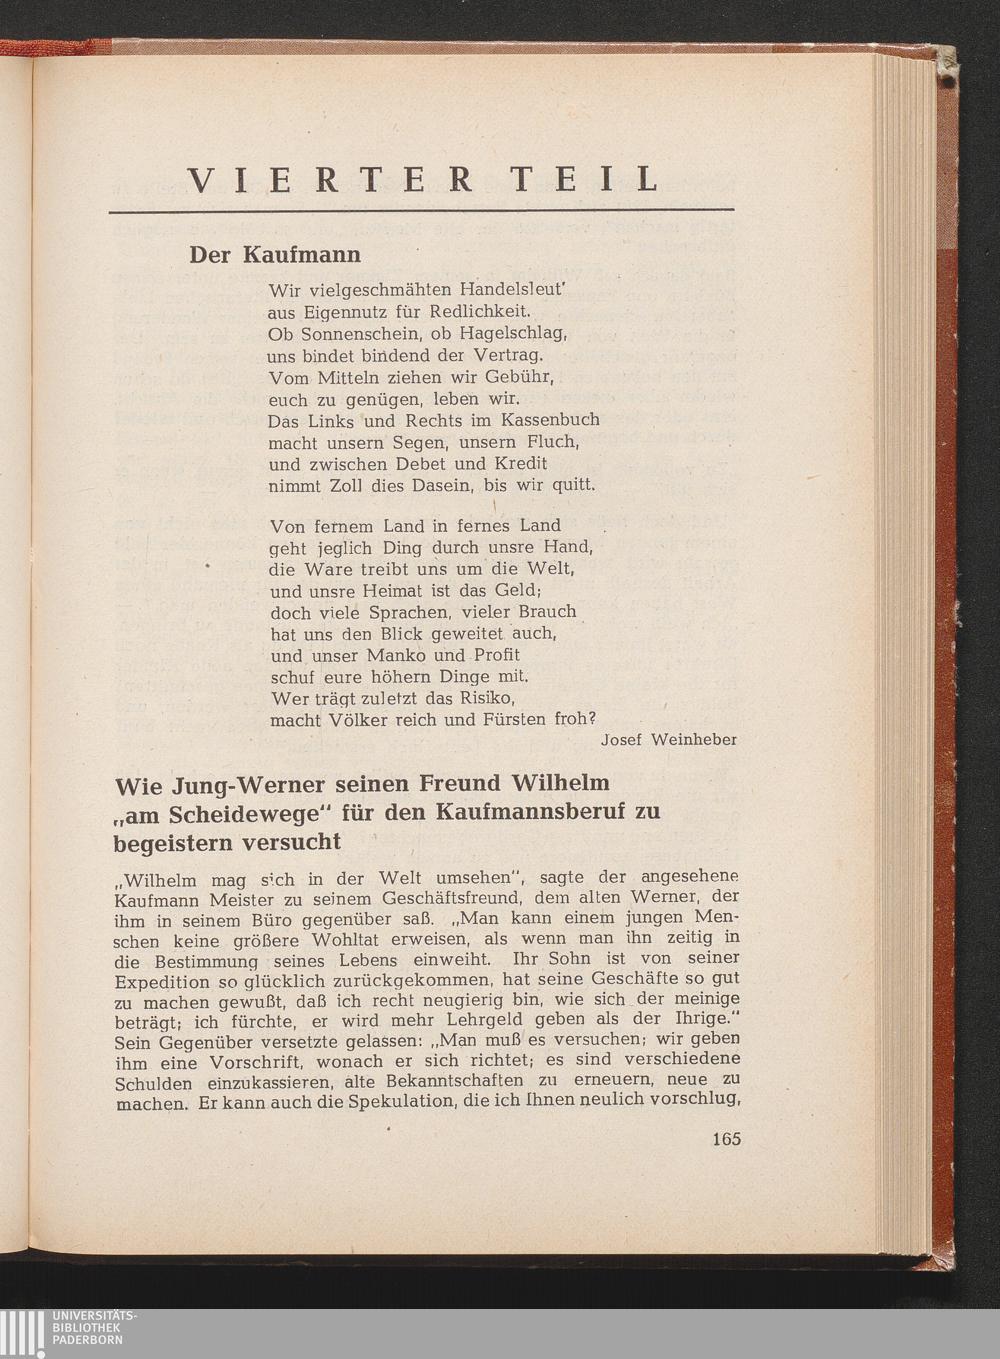 VIERTER TEIL
Der Kaufmann
Wir vielgeschmähten Handelsleut'
aus Eigennutz für Redlichkeit.
Ob Sonnenschein, ob Hagelschlag,
uns bindet bindend der Vertrag.
Vom Mitteln ziehen wir Gebühr,
euch zu genügen, leben wir.
Das Links und Rechts im Kassenbuch
macht unsern Segen, unsern Fluch,
und zwischen Debet und Kredit
nimmt Zoll dies Dasein, bis wir quitt.
Von fernem Land in fernes Land
geht jeglich Ding durch unsre Hand,
die Ware treibt uns um die Welt,
und unsre Heimat ist das Geld;
doch viele Sprachen, vieler Brauch
hat uns den Blick geweitet auch,
und unser Manko und Profit
schuf eure höhern Dinge mit.
Wer trägt zuletzt das Risiko,
macht Völker reich und Fürsten froh?
Josef Weinheber
Wie Jung-Werner seinen Freund Wilhelm
„am Scheidewege" für den Kaufmannsberuf zu
begeistern versucht
„Wilhelm mag sich in der Welt umsehen", sagte der angesehene
Kaufmann Meister zu seinem Geschäftsfreund, dem alten Werner, der
ihm in seinem Büro gegenüber saß. „Man kann einem jungen Men-
schen keine größere Wohltat erweisen, als wenn man ihn zeitig in
die Bestimmung seines Lebens einweiht. Ihr Sohn ist von seiner
Expedition so glücklich zurückgekommen, hat seine Geschäfte so gut
zu machen gewußt, daß ich recht neugierig bin, wie sich der meinige
beträgt; ich fürchte, er wird mehr Lehrgeld geben als der Ihrige."
Sein Gegenüber versetzte gelassen: „Man muß es versuchen; wir geben
ihm eine Vorschrift, wonach er sich richtet; es sind verschiedene
Schulden einzukassieren, alte Bekanntschaften zu erneuern, neue zu
machen. Er kann auch die Spekulation, die ich Ihnen neulich vorschlug,
165
UNIVERSITÄTS-
BIBLIOTHEK
PADERBORN